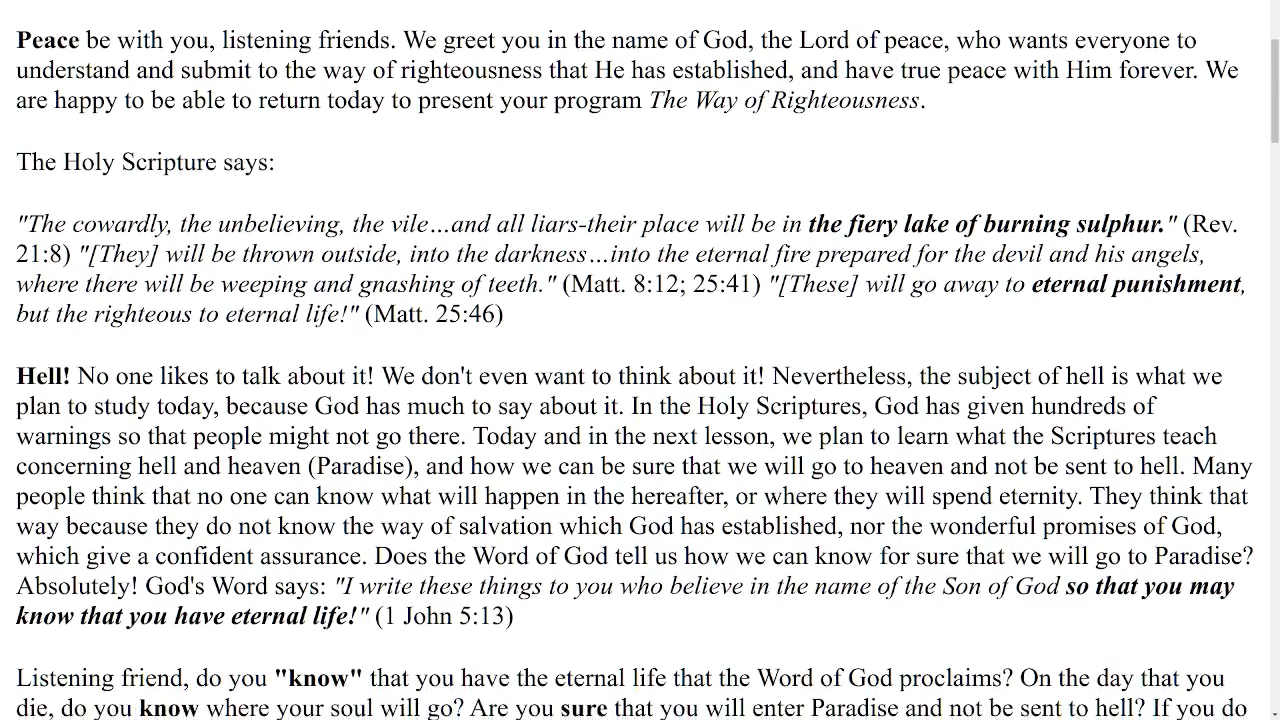 Peace be with you, listening friends. We greet you in the name of God, the Lord of peace, who wants everyone to
understand and submit to the way of righteousness that He has established, and have true peace with Him forever. We
are happy to be able to return today to present your program The Way of Righteousness.
The Holy Scripture says:
"The cowardly, the unbelieving, the vile…and all liars-their place will be in the fiery lake of burning sulphur." (Rev.
21:8) "[They] will be thrown outside, into the darkness…into the eternal fire prepared for the devil and his angels,
where there will be weeping and gnashing of teeth." (Matt. 8:12; 25:41) "[These] will go away to eternal punishment,
but the righteous to eternal life!" (Matt. 25:46)
Hell! No one likes to talk about it! We don't even want to think about it! Nevertheless, the subject of hell is what we
plan to study today, because God has much to say about it. In the Holy Scriptures, God has given hundreds of
warnings so that people might not go there. Today and in the next lesson, we plan to learn what the Scriptures teach
concerning hell and heaven (Paradise), and how we can be sure that we will go to heaven and not be sent to hell. Many
people think that no one can know what will happen in the hereafter, or where they will spend eternity. They think that
way because they do not know the way of salvation which God has established, nor the wonderful promises of God,
which give a confident assurance. Does the Word of God tell us how we can know for sure that we will go to Paradise?
Absolutely! God's Word says: "I write these things to you who believe in the name of the Son of God so that you may
know that you have eternal life!" (1 John 5:13)
Listening friend, do you "know" that you have the eternal life that the Word of God proclaims? On the day that you
die, do you know where your soul will go? Are you sure that you will enter Paradise and not be sent to hell? If you do